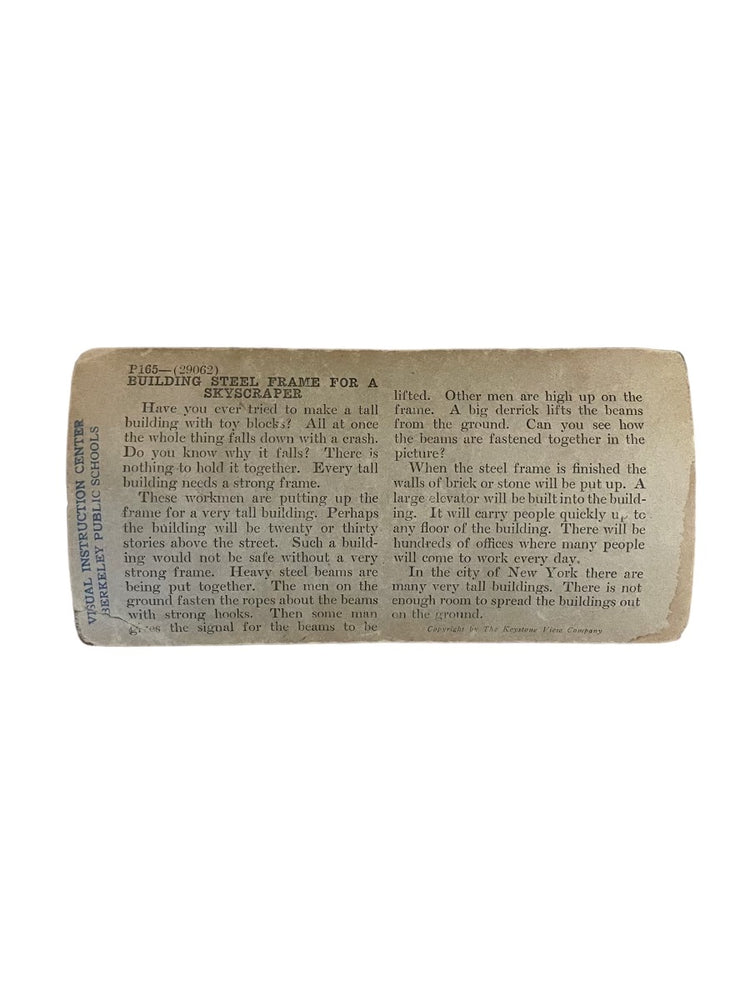 P165—(29062)
BUILDING STEEL FRAME FOR A
SKYSCRAPER
Have you ever tried to make a tall
building with toy blocks? All at once
the whole thing falls down with a crash.
Do you know why it falls? There is
nothing to hold it together. Every tall
building needs a strong frame.
These workmen are putting up the
frame for a very tall building. Perhaps
the building will be twenty or thirty
stories above the street. Such a build-
ing would not be safe without a very
strong frame. Heavy steel beams are
being put together. The men on the
ground fasten the ropes about the beams
with strong hooks. Then some man
gives the signal for the beams to be
lifted. Other men are high up on the
frame. A big derrick lifts the beams
from the ground. Can you see how
the beams are fastened together in the
picture?
When the steel frame is finished the
walls of brick or stone will be put up. A
large elevator will be built into the build-
ing. It will carry people quickly up to
any floor of the building. There will be
hundreds of offices where many people
will come to work every day.
In the city of New York there are
many very tall buildings. There is not
enough room to spread the buildings out
on the ground.
Copyright by The Keystone View Company
VISUAL INSTRUCTION CENTER
BERKELEY PUBLIC SCHOOLS